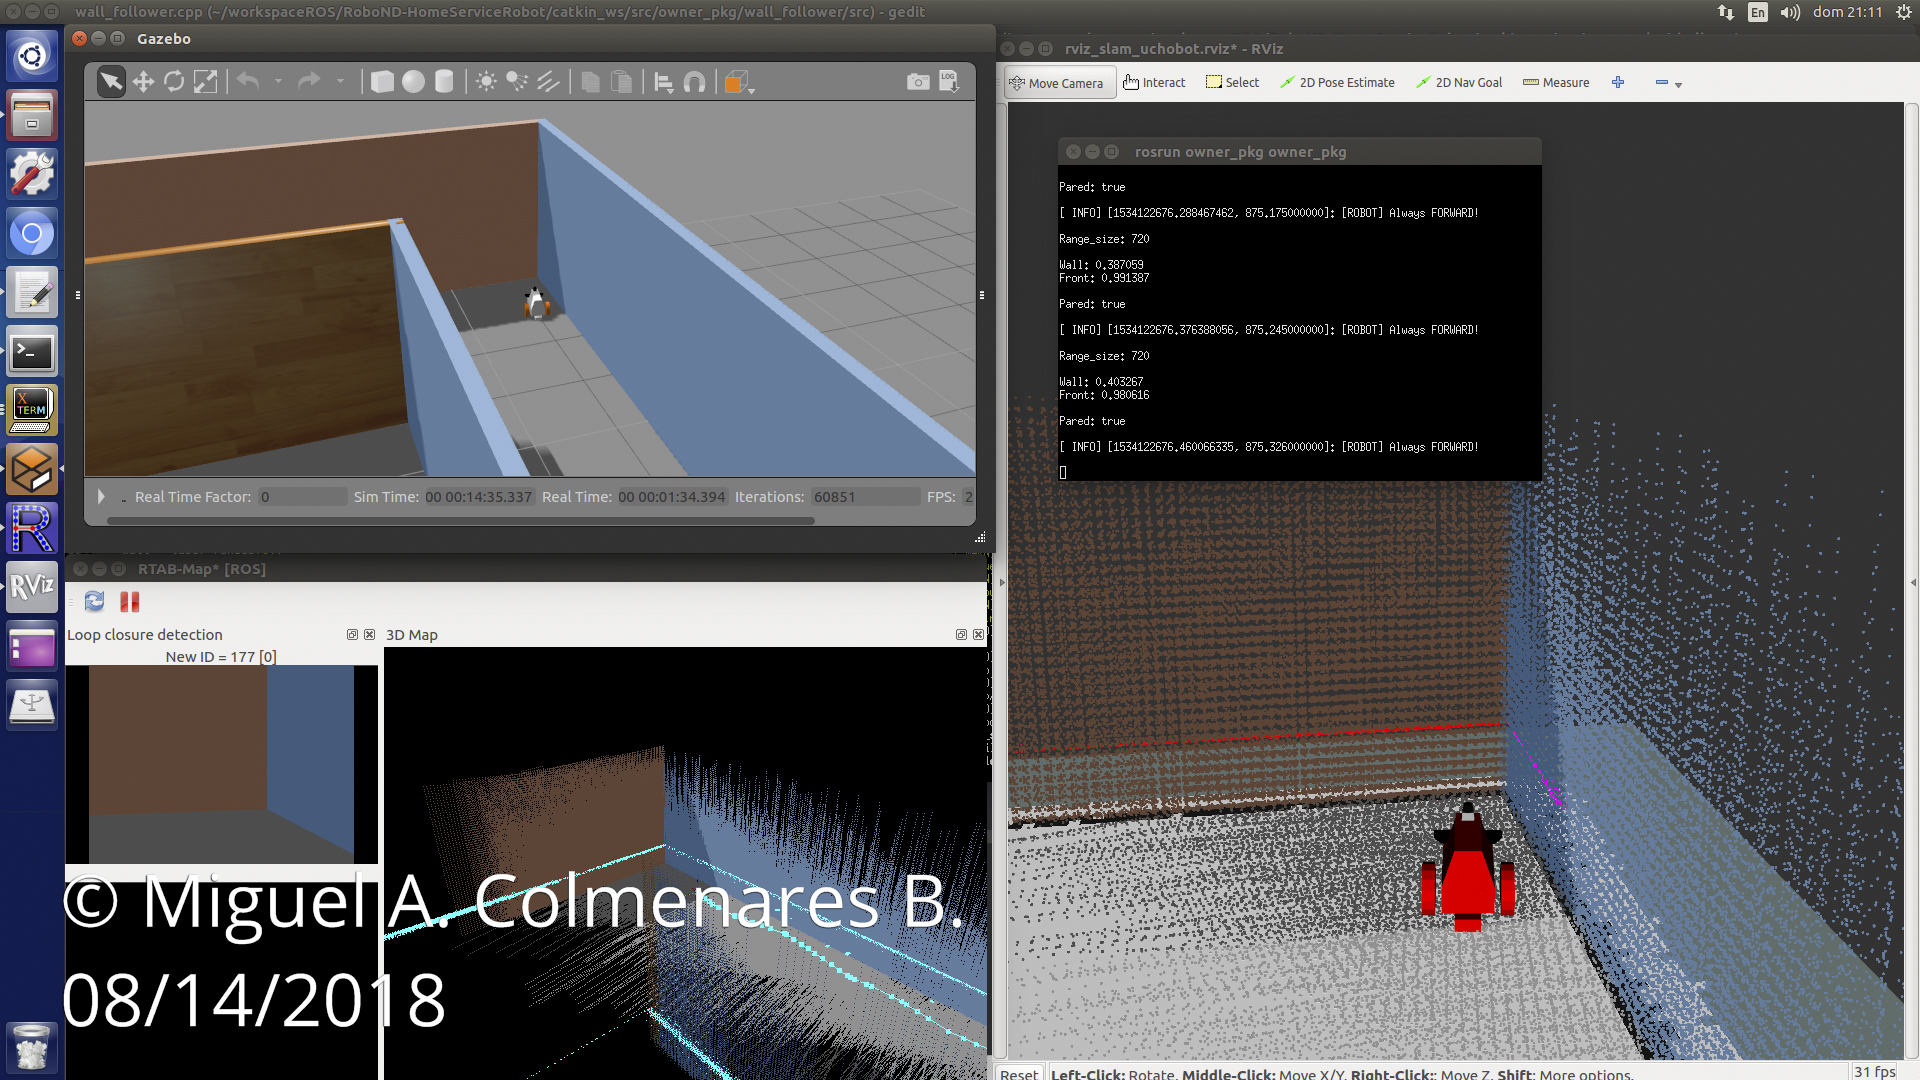 wall_follower.cpp (~/workspaceROS/RoboND-HomeServiceRobot/catkin_ws/src/owner_pkg/wall_follower/src) - gedit
En
dom 21:11
Gazebo
LOG
Real Time Factor: 0 Sim Time: 00 00:14:35.337 Real Time: 00 00:01:34.394 Iterations: 60851 FPS: 2
rviz_slam_uchobot.rviz* - RViz
Move Camera Interact Select 2D Pose Estimate 2D Nav Goal Measure
rosrun owner_pkg owner_pkg
Pared: true
[ INFO] [1534122676.288467462, 875.175000000]: [ROBOT] Always FORWARD!
Range_size: 720
Wall: 0.387059
Front: 0.991387
Pared: true
[ INFO] [1534122676.376388056, 875.245000000]: [ROBOT] Always FORWARD!
Range_size: 720
Wall: 0.403267
Front: 0.980616
Pared: true
[ INFO] [1534122676.460066335, 875.326000000]: [ROBOT] Always FORWARD!
X
TERM
RViz
RTAB-Map* [ROS]
Loop closure detection
New ID = 177 [0]
3D Map
© Miguel A. Colmenares B.
08/14/2018
Reset Left-Click: Rotate. Middle-Click: Move X/Y. Right-Click:: Move Z. Shift: More options.
31 fps